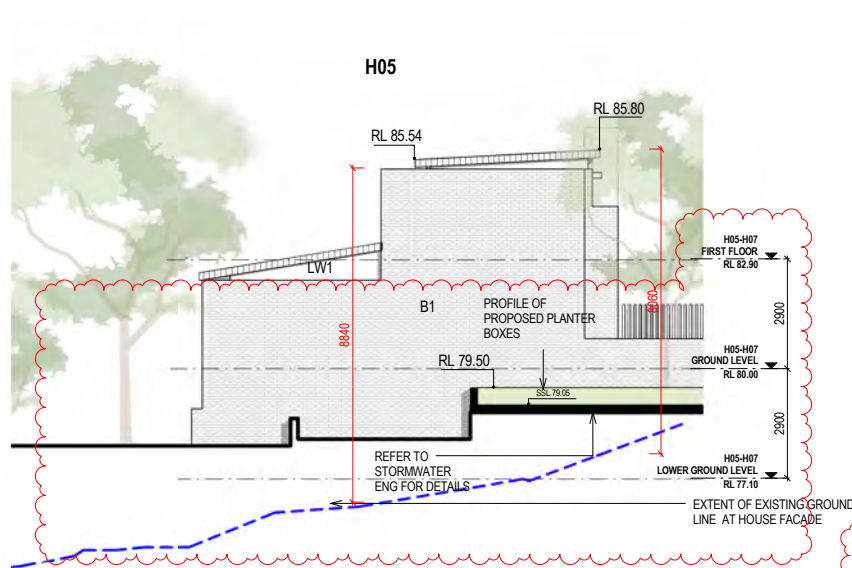 H05
RL 85.80
RL 85.54
H05-H07
FIRST FLOOR
RL 82.90
LW1
B1
PROFILE OF
PROPOSED PLANTER
BOXES
8060
2900
8840
H05-H07
GROUND LEVEL
RL 80.00
RL 79.50
SSL 79.05
2900
REFER TO
STORMWATER
ENG FOR DETAILS
H05-H07
LOWER GROUND LEVEL
RL 77.10
EXTENT OF EXISTING GROUND
LINE AT HOUSE FACADE